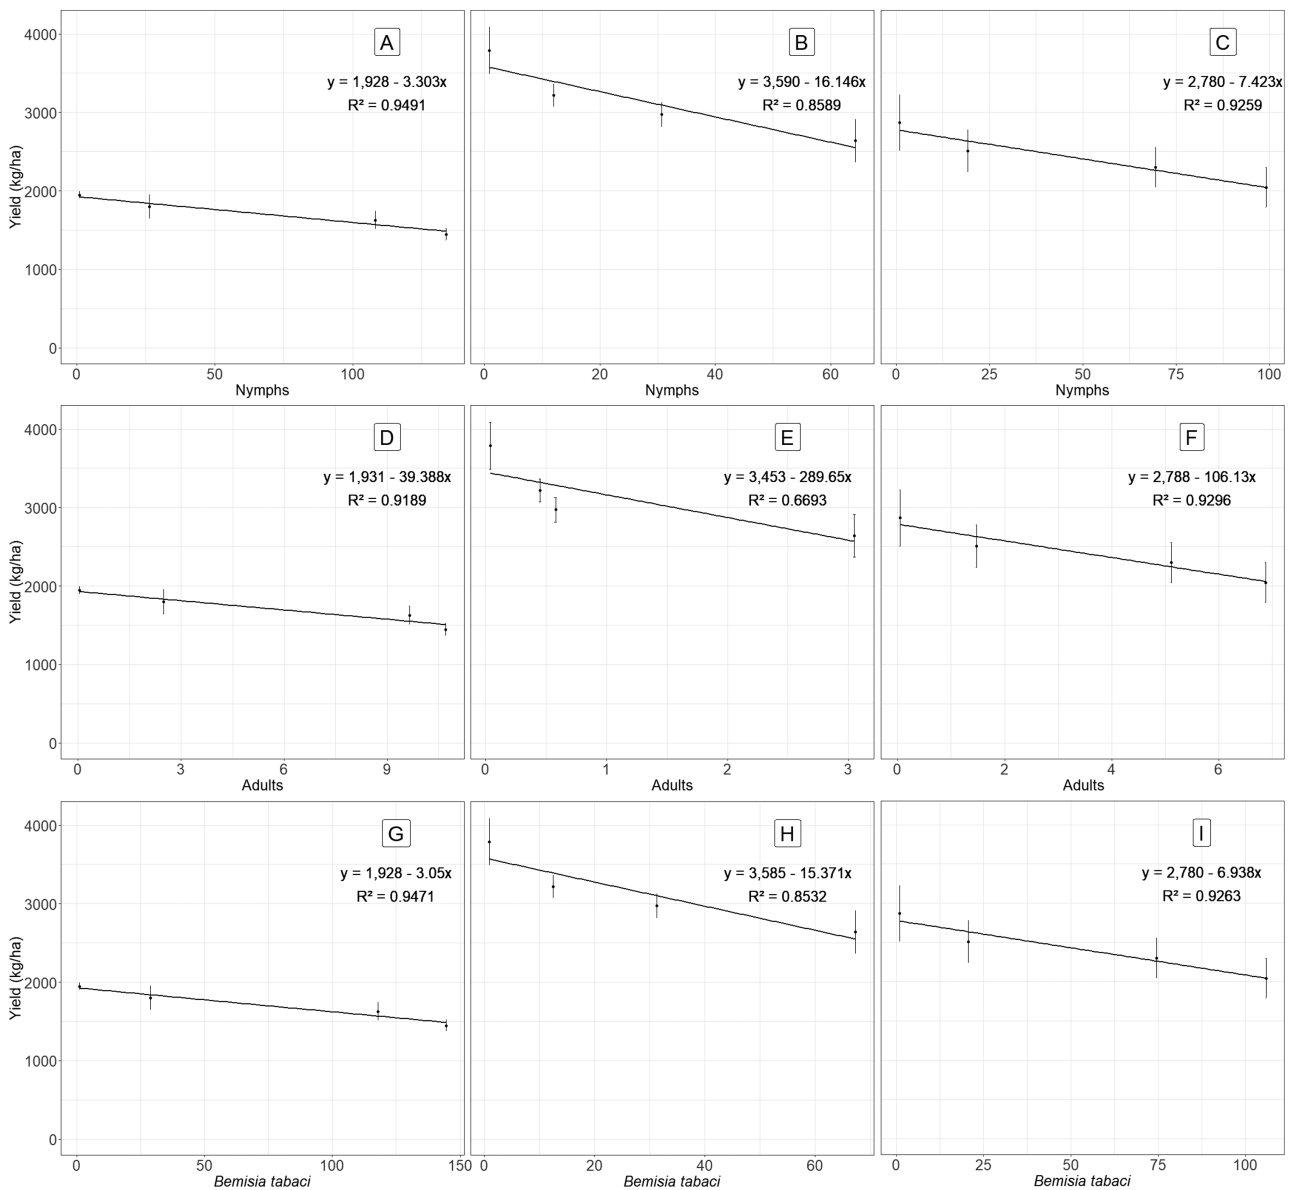 A
B
C
y = 1,928 - 3.303x
y = 3,590 - 16.146x
y = 2,780 - 7.423x
R² = 0.9491
R² = 0.8589
R² = 0.9259
4000
3000
2000
1000
0
Yield (kg/ha)
0 50 100
0 20 40 60
0 25 50 75 100
Nymphs
Nymphs
Nymphs
D
E
F
y = 1,931 - 39.388x
y = 3,453 - 289.65x
y = 2,788 - 106.13x
R² = 0.9189
R² = 0.6693
R² = 0.9296
4000
3000
2000
1000
0
Yield (kg/ha)
0 3 6 9
0 1 2 3
0 2 4 6
Adults
Adults
Adults
G
H
I
y = 1,928 - 3.05x
y = 3,585 - 15.371x
y = 2,780 - 6.938x
R² = 0.9471
R² = 0.8532
R² = 0.9263
4000
3000
2000
1000
0
Yield (kg/ha)
0 50 100 150
0 20 40 60
0 25 50 75 100
Bemisia tabaci
Bemisia tabaci
Bemisia tabaci